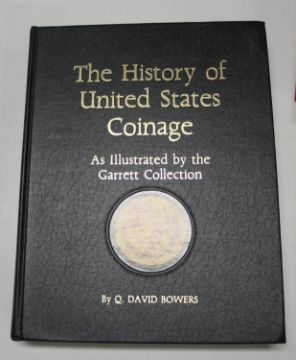 The History of
United States
Coinage
As Illustrated by the
Garrett Collection
By Q. DAVID BOWERS